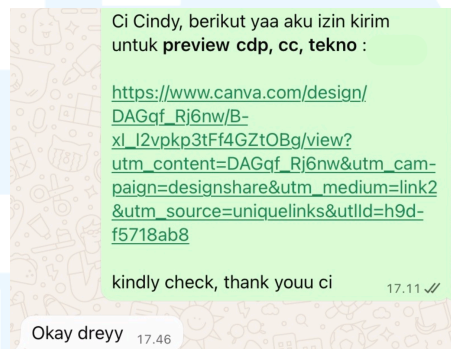 Ci Cindy, berikut yaa aku izin kirim
untuk preview cdp, cc, tekno :
https://www.canva.com/design/
DAGqf_Rj6nw/B-
xI_I2vpkp3tFf4GZtOBg/view?
utm_content=DAGqf_Rj6nw&utm_cam-
paign=designshare&utm_medium=link2
&utm_source=uniquelinks&utlId=h9d-
f5718ab8
kindly check, thank youu ci
17.11
Okay dreyy 17.46